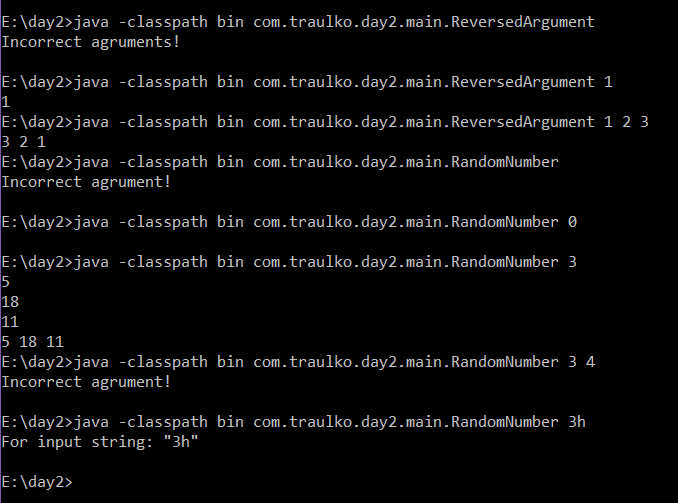 E:\day2>java -classpath bin com.traulko.day2.main.ReversedArgument
Incorrect agruments!
E:\day2>java -classpath bin com.traulko.day2.main.ReversedArgument 1
1
E:\day2>java -classpath bin com.traulko.day2.main.ReversedArgument 1 2 3
3 2 1
E:\day2>java -classpath bin com.traulko.day2.main.RandomNumber
Incorrect agrument!
E:\day2>java -classpath bin com.traulko.day2.main.RandomNumber 0
E:\day2>java -classpath bin com.traulko.day2.main.RandomNumber 3
5
18
11
5 18 11
E:\day2>java -classpath bin com.traulko.day2.main.RandomNumber 3 4
Incorrect agrument!
E:\day2>java -classpath bin com.traulko.day2.main.RandomNumber 3h
For input string: "3h"
E:\day2>